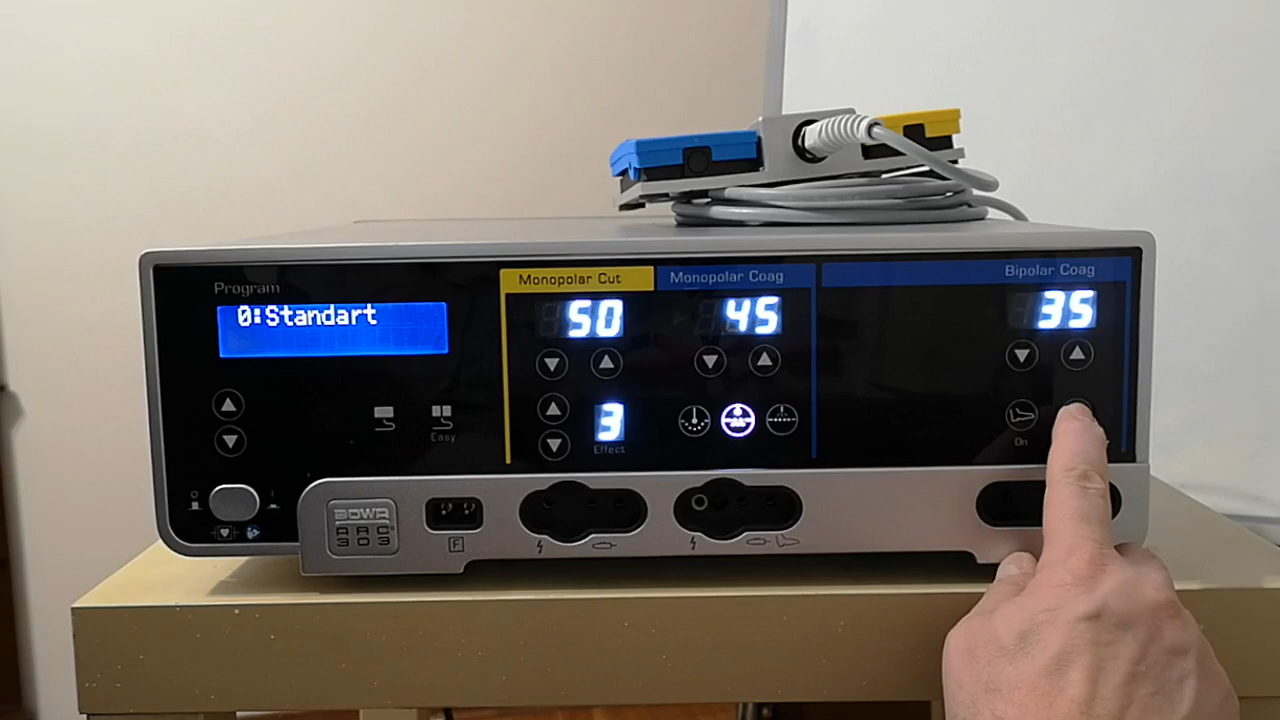 Program
0:Standart
Easy
Monopolar Cut
50
3
Effect
Monopolar Coag
45
Bipolar Coag
35
On
BOWA
ARC
303
F